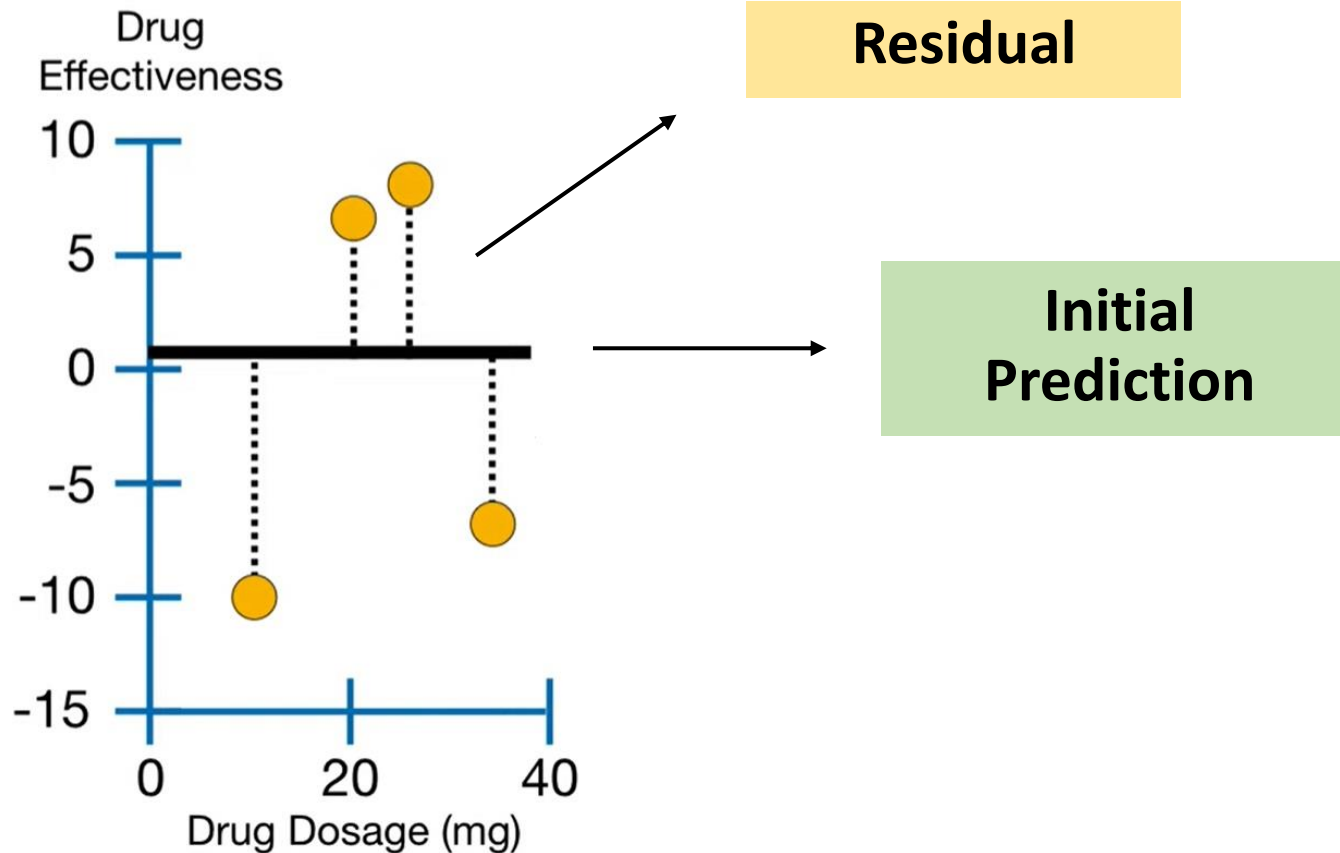 Drug
Effectiveness
Residual
10
5
Initial
Prediction
0
-5
-10
-15
0 20 40
Drug Dosage (mg)